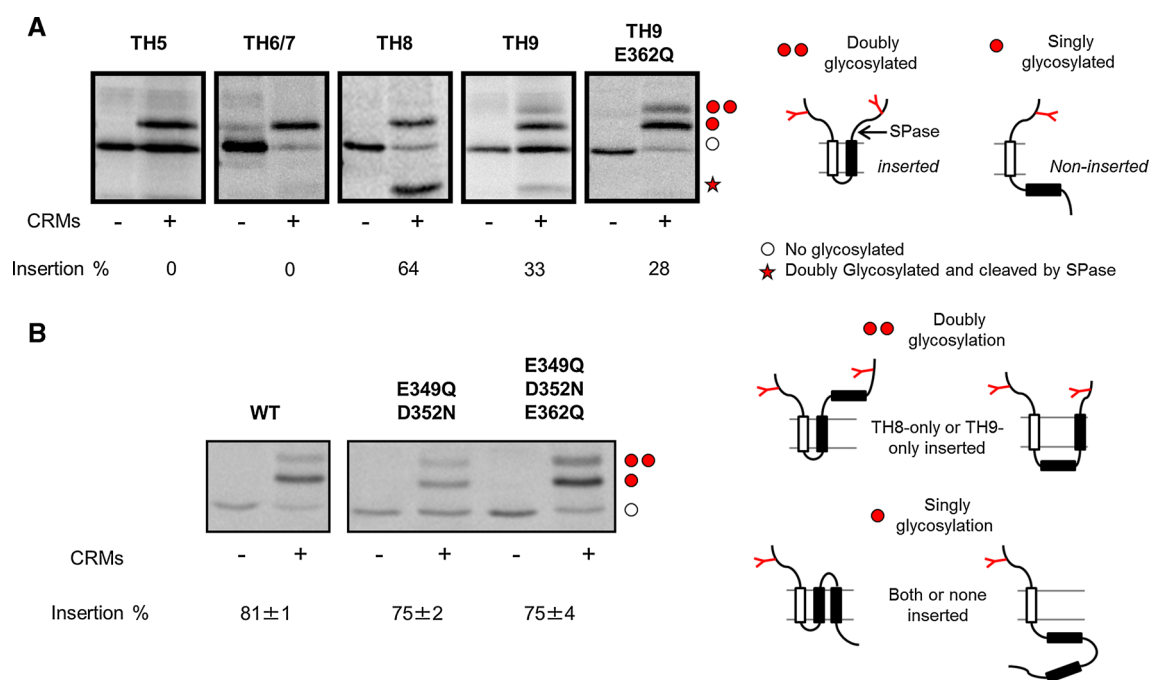 A
TH5
TH6/7
TH8
TH9
TH9
E362Q
CRMs
- + - + - + - + - +
Insertion %
0
0
64
33
28
Doubly
glycosylated
Singly
glycosylated
SPase
inserted
Non-inserted
No glycosylated
Doubly Glycosylated and cleaved by SPase
B
WT
E349Q
D352N
E349Q
D352N
E362Q
CRMs
- + - + - +
Insertion %
81±1
75±2
75±4
Doubly
glycosylation
TH8-only or TH9-
only inserted
Singly
glycosylation
Both or none
inserted